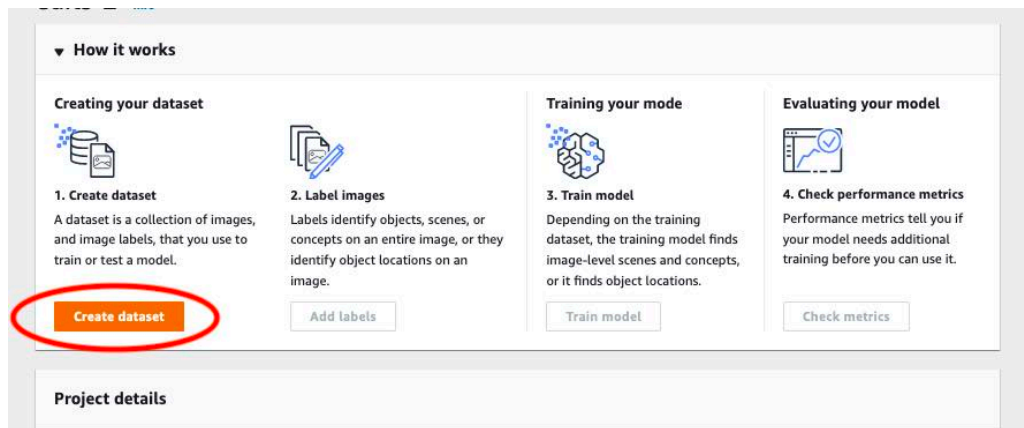 How it works
Creating your dataset
1. Create dataset
A dataset is a collection of images,
and image labels, that you use to
train or test a model.
Create dataset
2. Label images
Labels identify objects, scenes, or
concepts on an entire image, or they
identify object locations on an
image.
Add labels
Training your mode
3. Train model
Depending on the training
dataset, the training model finds
image-level scenes and concepts,
or it finds object locations.
Train model
Evaluating your model
4. Check performance metrics
Performance metrics tell you if
your model needs additional
training before you can use it.
Check metrics
Project details